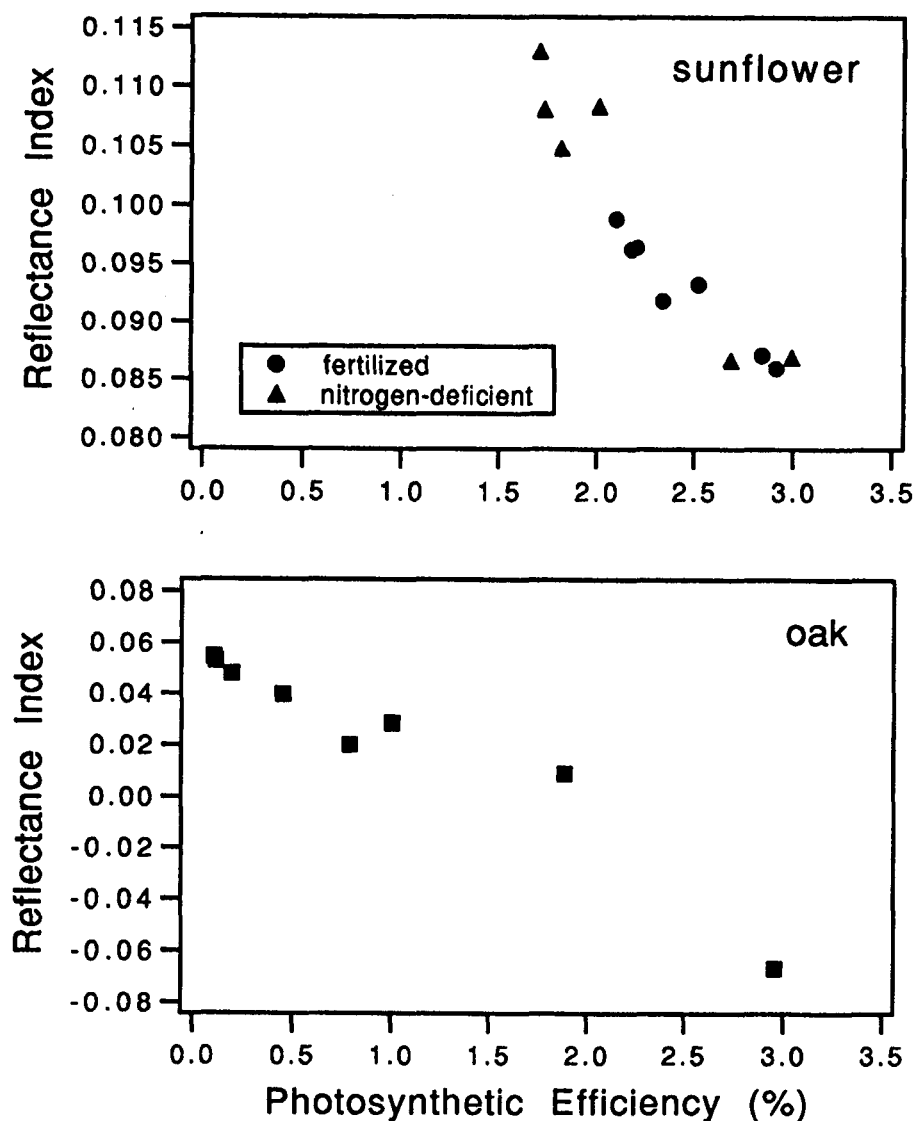 0.115
0.110
0.105
0.100
0.095
0.090
0.085
0.080
Reflectance Index
sunflower
fertilized
nitrogen-deficient
0.0 0.5 1.0 1.5 2.0 2.5 3.0 3.5
0.08
0.06
0.04
0.02
0.00
-0.02
-0.04
-0.06
-0.08
Reflectance Index
oak
0.0 0.5 1.0 1.5 2.0 2.5 3.0 3.5
Photosynthetic Efficiency (%)